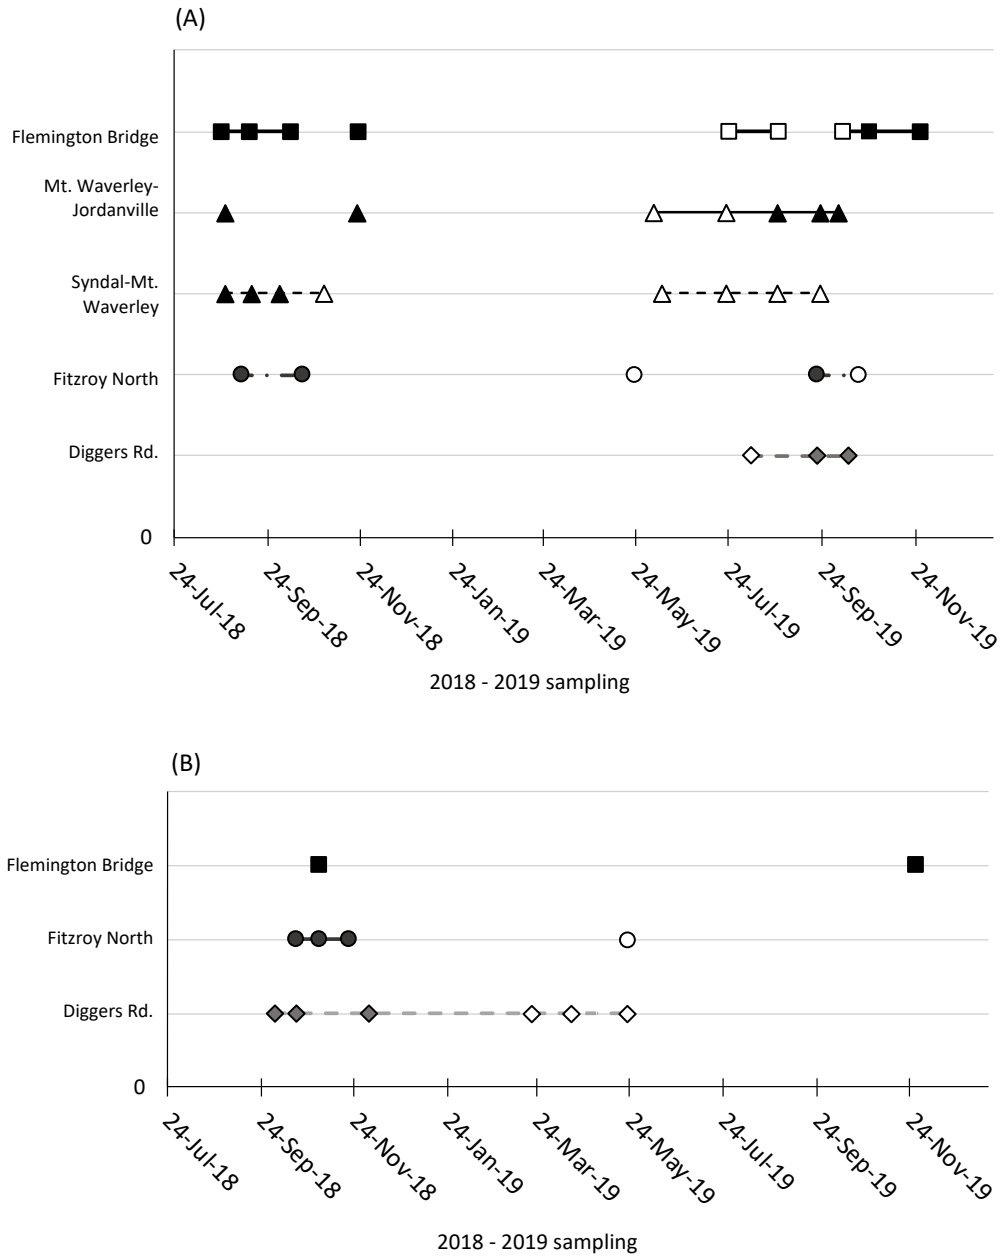 (A)
Flemington Bridge
Mt. Waverley-
Jordanville
Syndal-Mt.
Waverley
Fitzroy North
Diggers Rd.
0
24-Jul-18
24-Sep-18
24-Nov-18
24-Jan-19
24-Mar-19
24-May-19
24-Jul-19
24-Sep-19
24-Nov-19
2018 - 2019 sampling
(B)
Flemington Bridge
Fitzroy North
Diggers Rd.
0
24-Jul-18
24-Sep-18
24-Nov-18
24-Jan-19
24-Mar-19
24-May-19
24-Jul-19
24-Sep-19
24-Nov-19
2018 - 2019 sampling